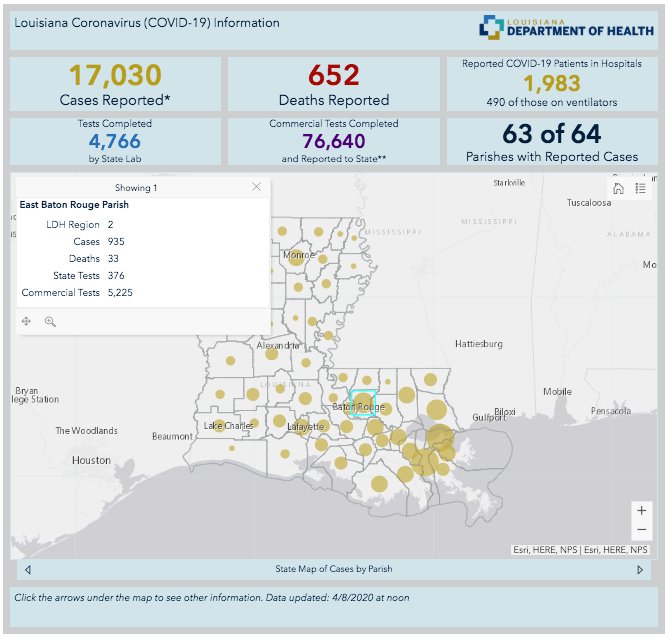 Louisiana Coronavirus (COVID-19) Information
LOUISIANA
DEPARTMENT OF HEALTH
17,030
Cases Reported*
652
Deaths Reported
Reported COVID-19 Patients in Hospitals
1,983
490 of those on ventilators
Tests Completed
4,766
by State Lab
Commercial Tests Completed
76,640
and Reported to State**
63 of 64
Parishes with Reported Cases
Showing 1
East Baton Rouge Parish
LDH Region 2
Cases 935
Deaths 33
State Tests 376
Commercial Tests 5,225
Starkville
Tuscaloosa
MISSISSIPPI
MISSISSIPPI
ALABAMA
Monroe
Mo
Alexandria
Hattiesburg
LOUISIANA
Bryan
lege Station
Baton Rouge
Mobile
Biloxi
Gulfport
Pensacola
The Woodlands
Beaumont
Lake Charles
Lafayette
Houston
+
−
Esri, HERE, NPS | Esri, HERE, NPS
State Map of Cases by Parish
Click the arrows under the map to see other information. Data updated: 4/8/2020 at noon